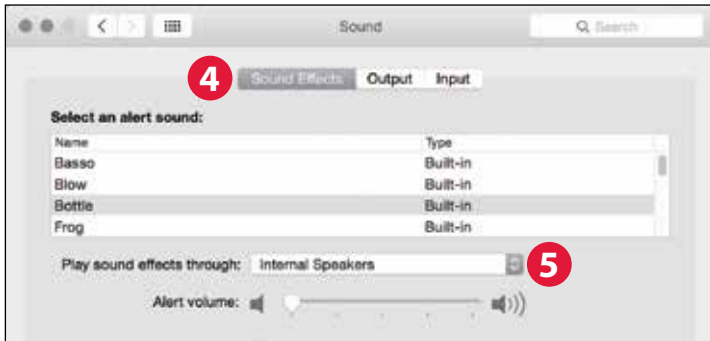 Sound
Search
4
Sound Effects Output Input
Select an alert sound:
Name Type
Basso Built-in
Blow Built-in
Bottle Built-in
Frog Built-in
Play sound effects through: Internal Speakers
5
Alert volume: